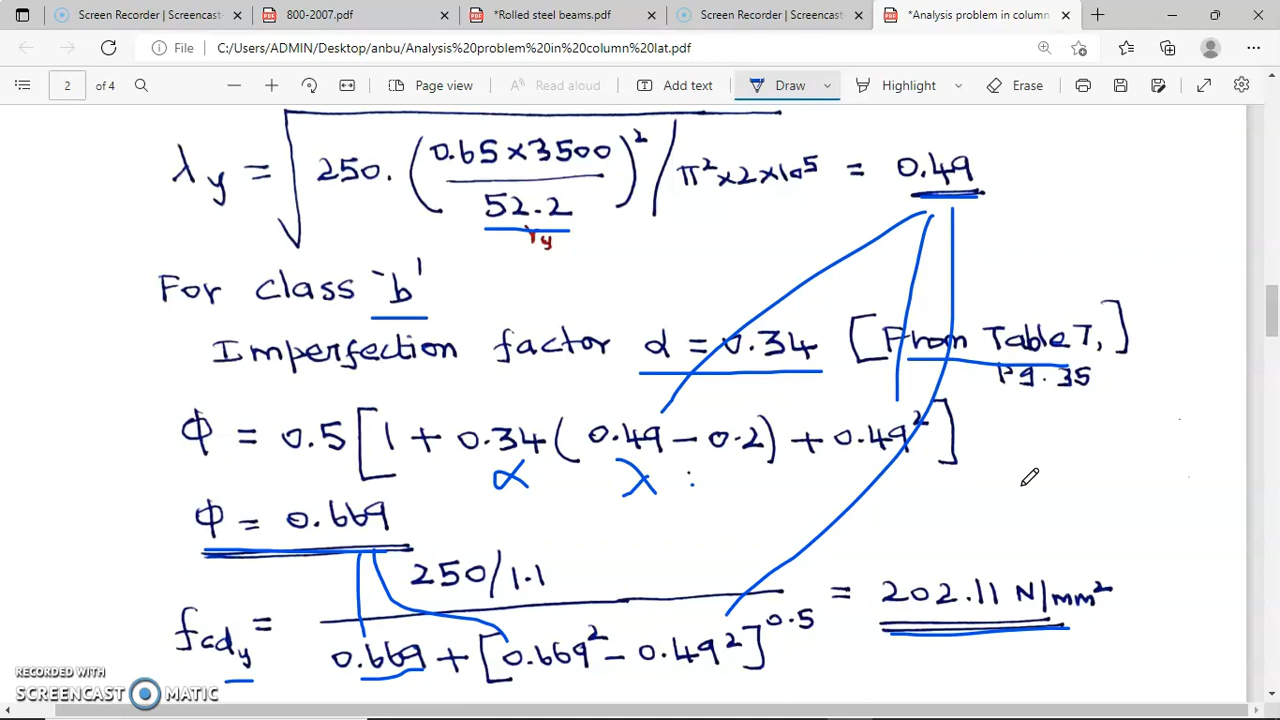 Screen Recorder | Screencast- × 800-2007.pdf × *Rolled steel beams.pdf × Screen Recorder | Screencast- × *Analysis problem in column ×
File | C:/Users/ADMIN/Desktop/anbu/Analysis%20problem%20in%20column%20lat.pdf
2 of 4 Page view Read aloud Add text Draw Highlight Erase
λy = √250.(0.65×3500/52.2)²/π²×2×10⁵ = 0.49
ry
For class 'b'
Imperfection factor α = 0.34 [From Table 7,]
Pg. 35
Φ = 0.5[1 + 0.34(0.49 - 0.2) + 0.49²]
α λ :
Φ = 0.669
250/1.1
fcdy = = 202.11 N/mm²
0.669 + [0.669² - 0.49²]^0.5
RECORDED WITH
SCREENCAST MATIC